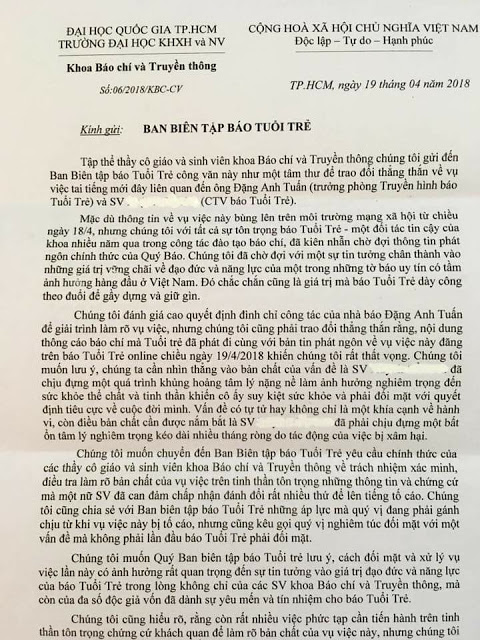 ĐẠI HỌC QUỐC GIA TP.HCM
TRƯỜNG ĐẠI HỌC KHXH và NV
Khoa Báo chí và Truyền thông
Số:06/2018/KBC-CV
CỘNG HOÀ XÃ HỘI CHỦ NGHĨA VIỆT NAM
Độc lập – Tự do – Hạnh phúc
TP.HCM, ngày 19 tháng 04 năm 2018
Kính gửi: BAN BIÊN TẬP BÁO TUỔI TRẺ
Tập thể thầy cô giáo và sinh viên khoa Báo chí và Truyền thông chúng tôi gửi đến
Ban Biên tập báo Tuổi Trẻ công văn này như một tâm thư để trao đổi thẳng thắn về vụ
việc tai tiếng mới đây liên quan đến ông Đặng Anh Tuấn (trưởng phòng Truyền hình báo
Tuổi Trẻ) và SV (CTV báo Tuổi Trẻ).
Mặc dù thông tin về vụ việc này bùng lên trên môi trường mạng xã hội từ chiều
ngày 18/4, nhưng chúng tôi với tất cả sự tôn trọng báo Tuổi Trẻ - một đối tác tin cậy của
khoa nhiều năm qua trong công tác đào tạo báo chí, đã kiên nhẫn chờ đợi thông tin phát
ngôn chính thức của Quý Báo. Chúng tôi đã chờ đợi với một sự tin tưởng chân thành vào
những giá trị vững chãi về đạo đức và năng lực của một trong những tờ báo uy tín có tầm
ảnh hưởng hàng đầu ở Việt Nam. Đó chắc chắn cũng là giá trị mà báo Tuổi Trẻ dày công
theo đuổi để gầy dựng và giữ gìn.
Chúng tôi đánh giá cao quyết định đình chỉ công tác của nhà báo Đặng Anh Tuấn
để giải trình làm rõ vụ việc, nhưng chúng tôi cũng phải trao đổi thẳng thắn rằng, nội dung
thông cáo báo chí mà Tuổi Trẻ đã phát đi cùng với bản tin phát ngôn về vụ việc này đăng
trên báo Tuổi Trẻ online chiều ngày 19/4/2018 khiến chúng tôi rất thất vọng. Chúng tôi
muốn lưu ý, chúng ta cần nhìn thẳng vào bản chất của vấn đề là SV đã
chịu đựng một quá trình khủng hoảng tâm lý nặng nề làm ảnh hưởng nghiêm trọng đến
sức khỏe thể chất và tinh thần khiến cô ấy suy kiệt sức khỏe và phải đối mặt với quyết
định tiêu cực về cuộc đời mình. Vấn đề có tự tử hay không chỉ là một khía cạnh về hành
vi, còn điều bản chất cần được nắm bắt là SV đã phải chịu đựng một bất
ổn tâm lý nghiêm trọng kéo dài nhiều tháng ròng do tác động của việc bị xâm hại.
Chúng tôi muốn chuyển đến Ban Biên tập báo Tuổi Trẻ yêu cầu chính thức của
các thầy cô giáo và sinh viên khoa Báo chí và Truyền thông về trách nhiệm xác minh,
điều tra làm rõ bản chất của vụ việc trên tinh thần tôn trọng những thông tin và chứng cứ
mà một nữ SV đã can đảm chấp nhận đánh đổi rất nhiều thứ để lên tiếng tố cáo. Chúng
tôi cũng chia sẻ với Ban biên tập báo Tuổi Trẻ những áp lực mà quý vị đang phải gánh
chịu từ khi vụ việc này bị tố cáo, nhưng cũng kêu gọi quý vị nghiêm túc đối mặt với một
vấn đề mà không phải lần đầu báo Tuổi Trẻ phải đối mặt.
Chúng tôi muốn Quý Ban biên tập báo Tuổi trẻ lưu ý, cách đối mặt và xử lý vụ
việc lần này có ảnh hưởng rất quan trọng đến sự tin tưởng vào giá trị đạo đức và năng lực
của báo Tuổi Trẻ trong lòng không chỉ của các SV khoa Báo chí và Truyền thông, mà
còn của đa số độc giả vốn đã dành sự yêu mến và tín nhiệm cho báo Tuổi Trẻ.
Chúng tôi cũng hiểu rõ, rằng còn rất nhiều việc phức tạp cần tiến hành trên tinh
thần tôn trọng chứng cứ khách quan để làm rõ bản chất của vụ việc này, nhưng chúng tôi